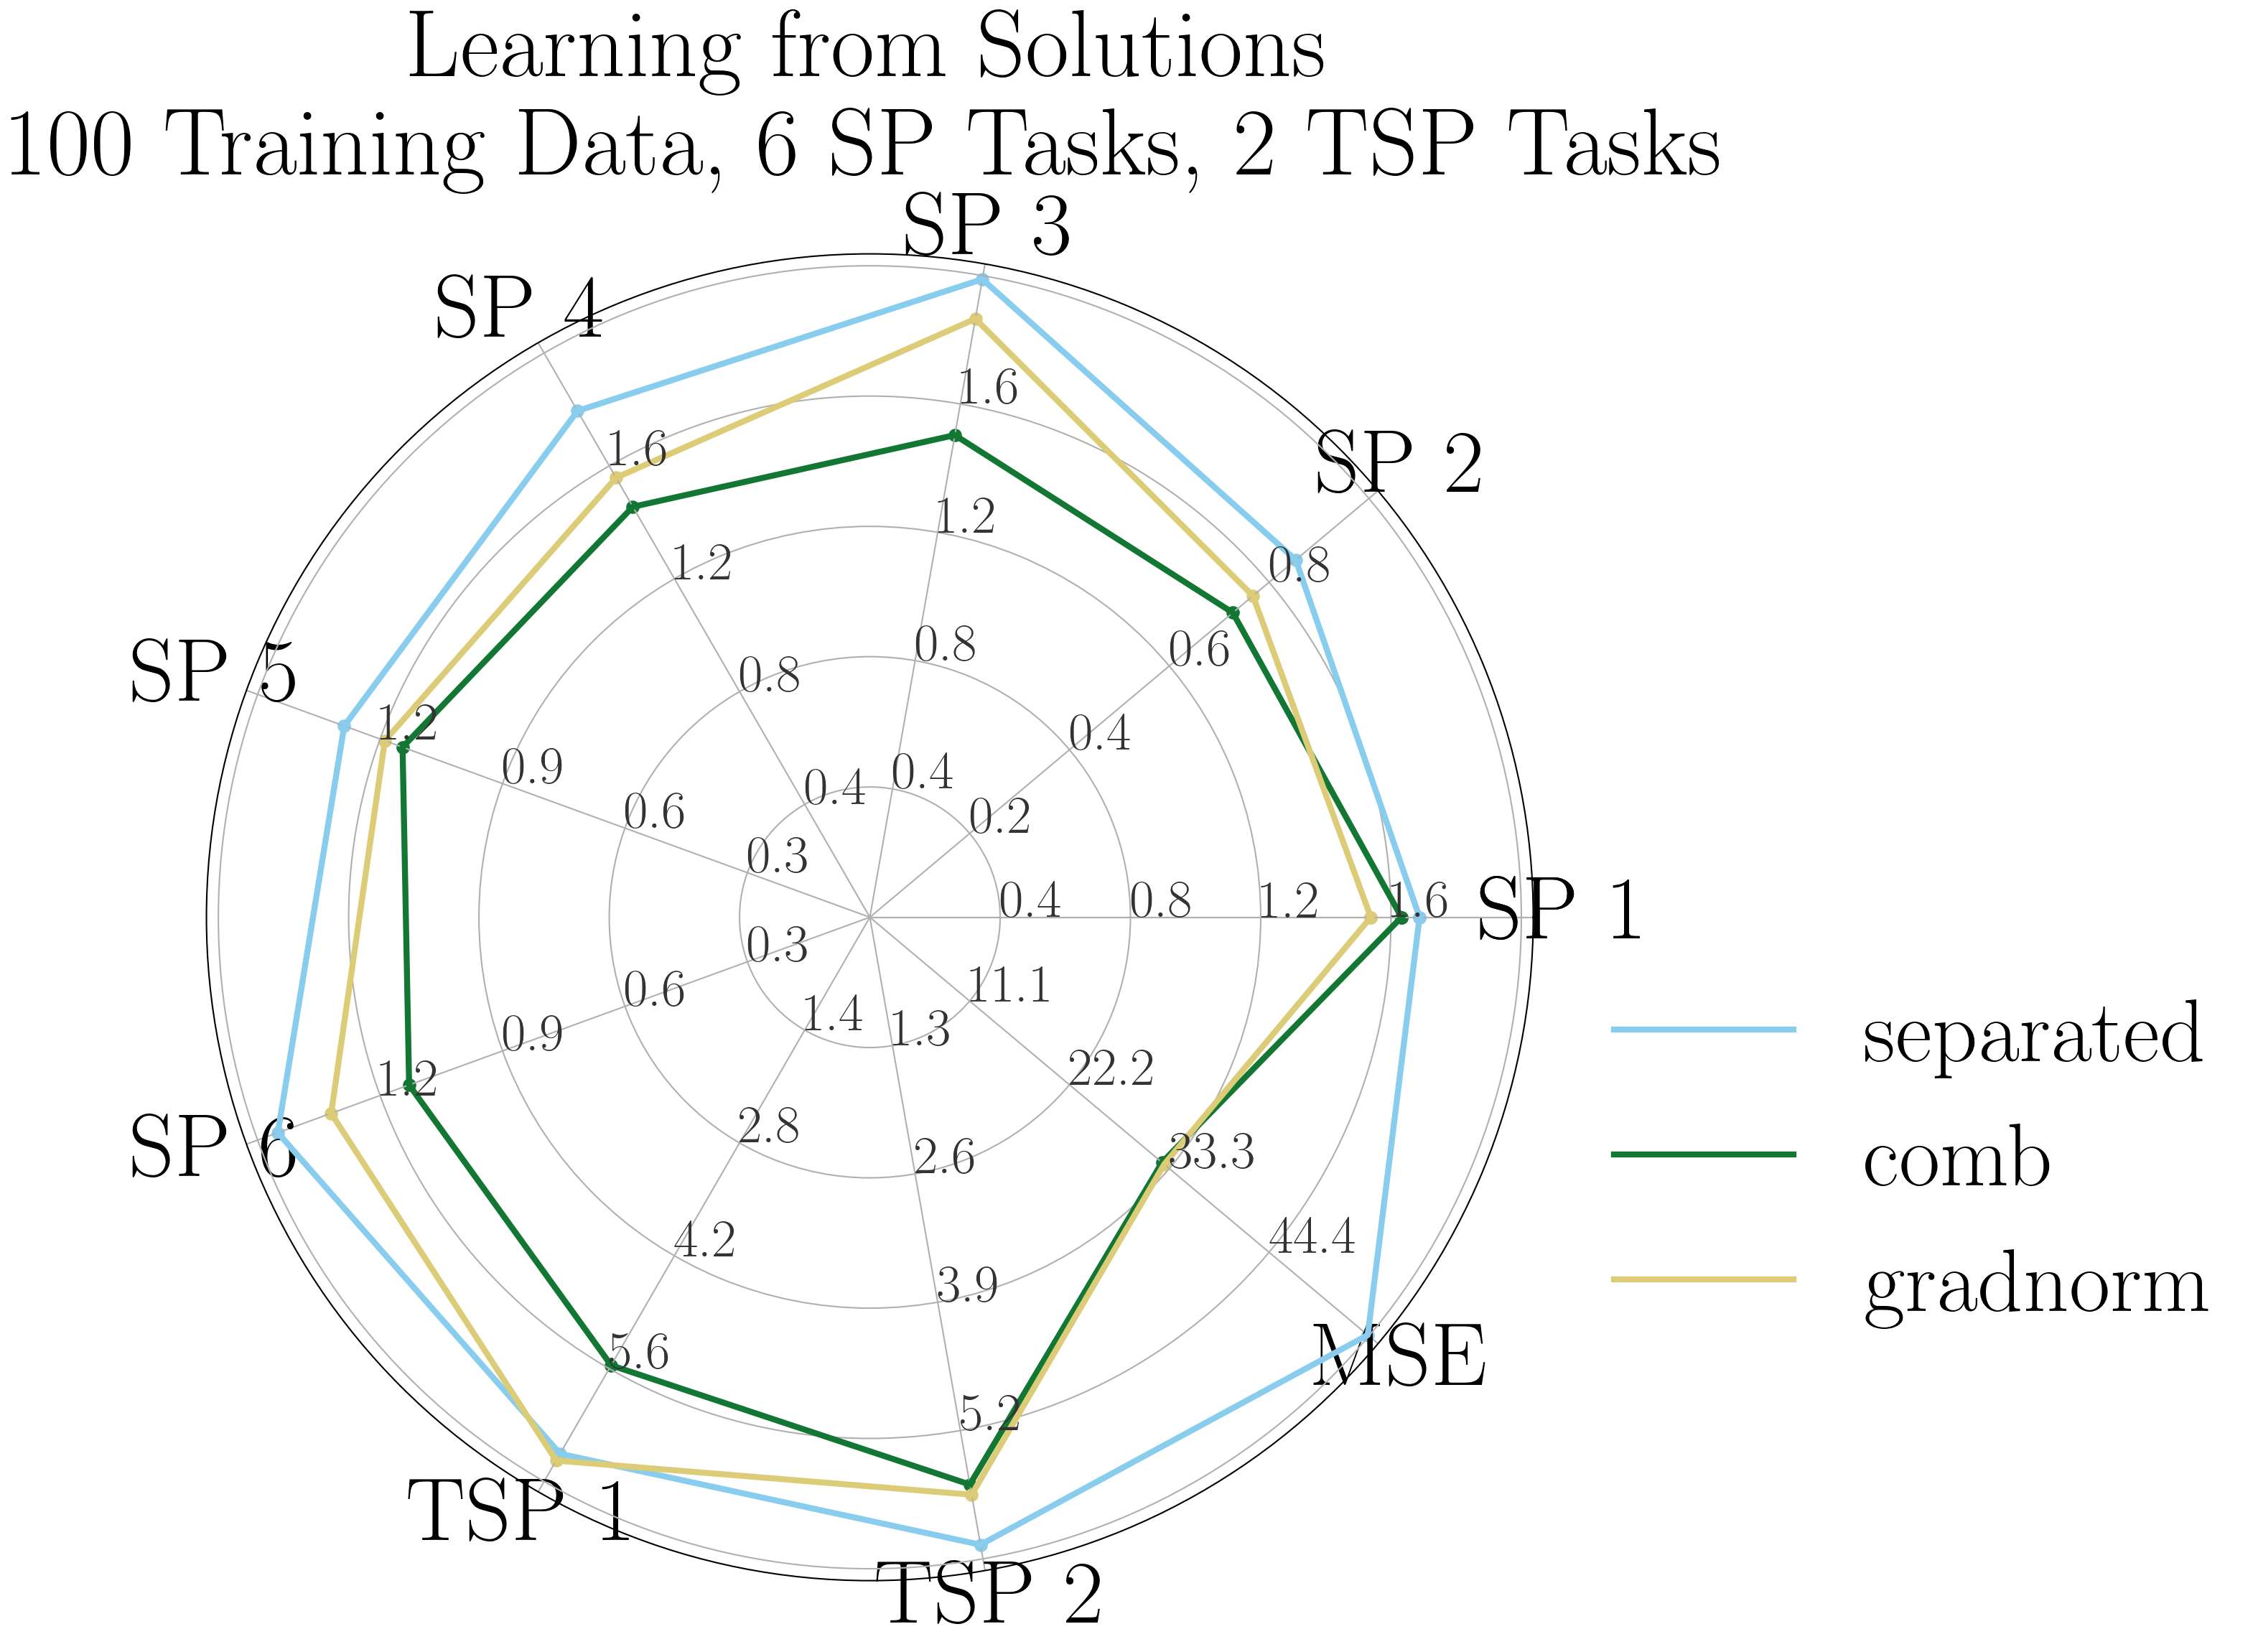 Learning from Solutions
100 Training Data, 6 SP Tasks, 2 TSP Tasks
SP 3
SP 4
1.6
SP 2
1.6
1.2
1.2
0.8
SP 5
0.8
0.8
0.6
1.2
0.9
0.4
0.4
0.4
0.6
0.2
0.3
0.4
0.8
1.2
1.6
SP 1
0.3
11.1
0.6
1.4
1.3
0.9
22.2
separated
1.2
2.8
2.6
33.3
comb
SP 6
4.2
3.9
44.4
gradnorm
5.6
MSE
5.2
TSP 1
TSP 2